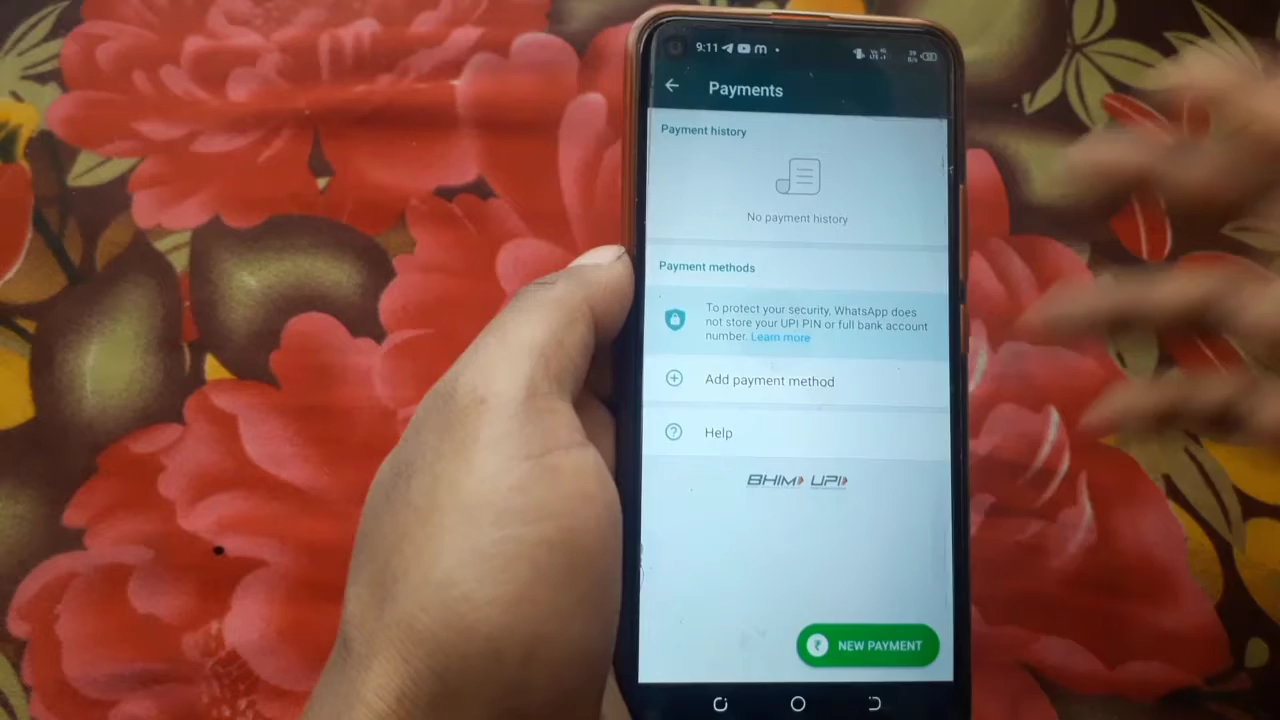 9:11
Payments
Payment history
No payment history
Payment methods
To protect your security, WhatsApp does
not store your UPI PIN or full bank account
number. Learn more
Add payment method
Help
BHIM UPI
₹ NEW PAYMENT